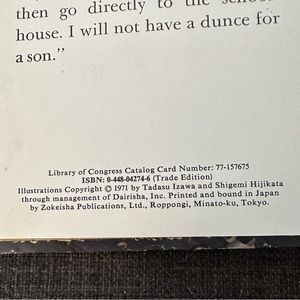 then go directly to the school
house. I will not have a dunce for
a son."
Library of Congress Catalog Card Number: 77-157675
ISBN: 0-448-04274-6 (Trade Edition)
Illustrations Copyright © 1971 by Tadasu Izawa and Shigemi Hijikata
through management of Dairisha, Inc. Printed and bound in Japan
by Zokeisha Publications, Ltd., Roppongi, Minato-ku, Tokyo.